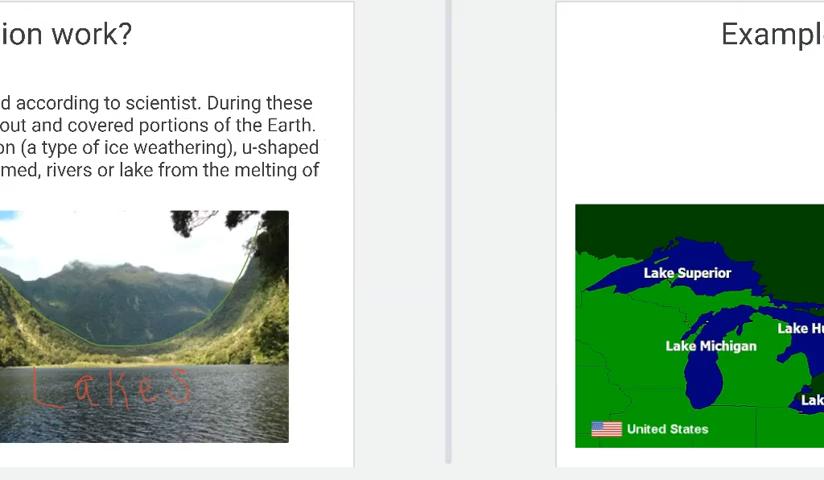 ion work?
d according to scientist. During these
out and covered portions of the Earth.
on (a type of ice weathering), u-shaped
med, rivers or lake from the melting of
Lakes
Exampl
Lake Superior
Lake Hu
Lake Michigan
Lak
United States